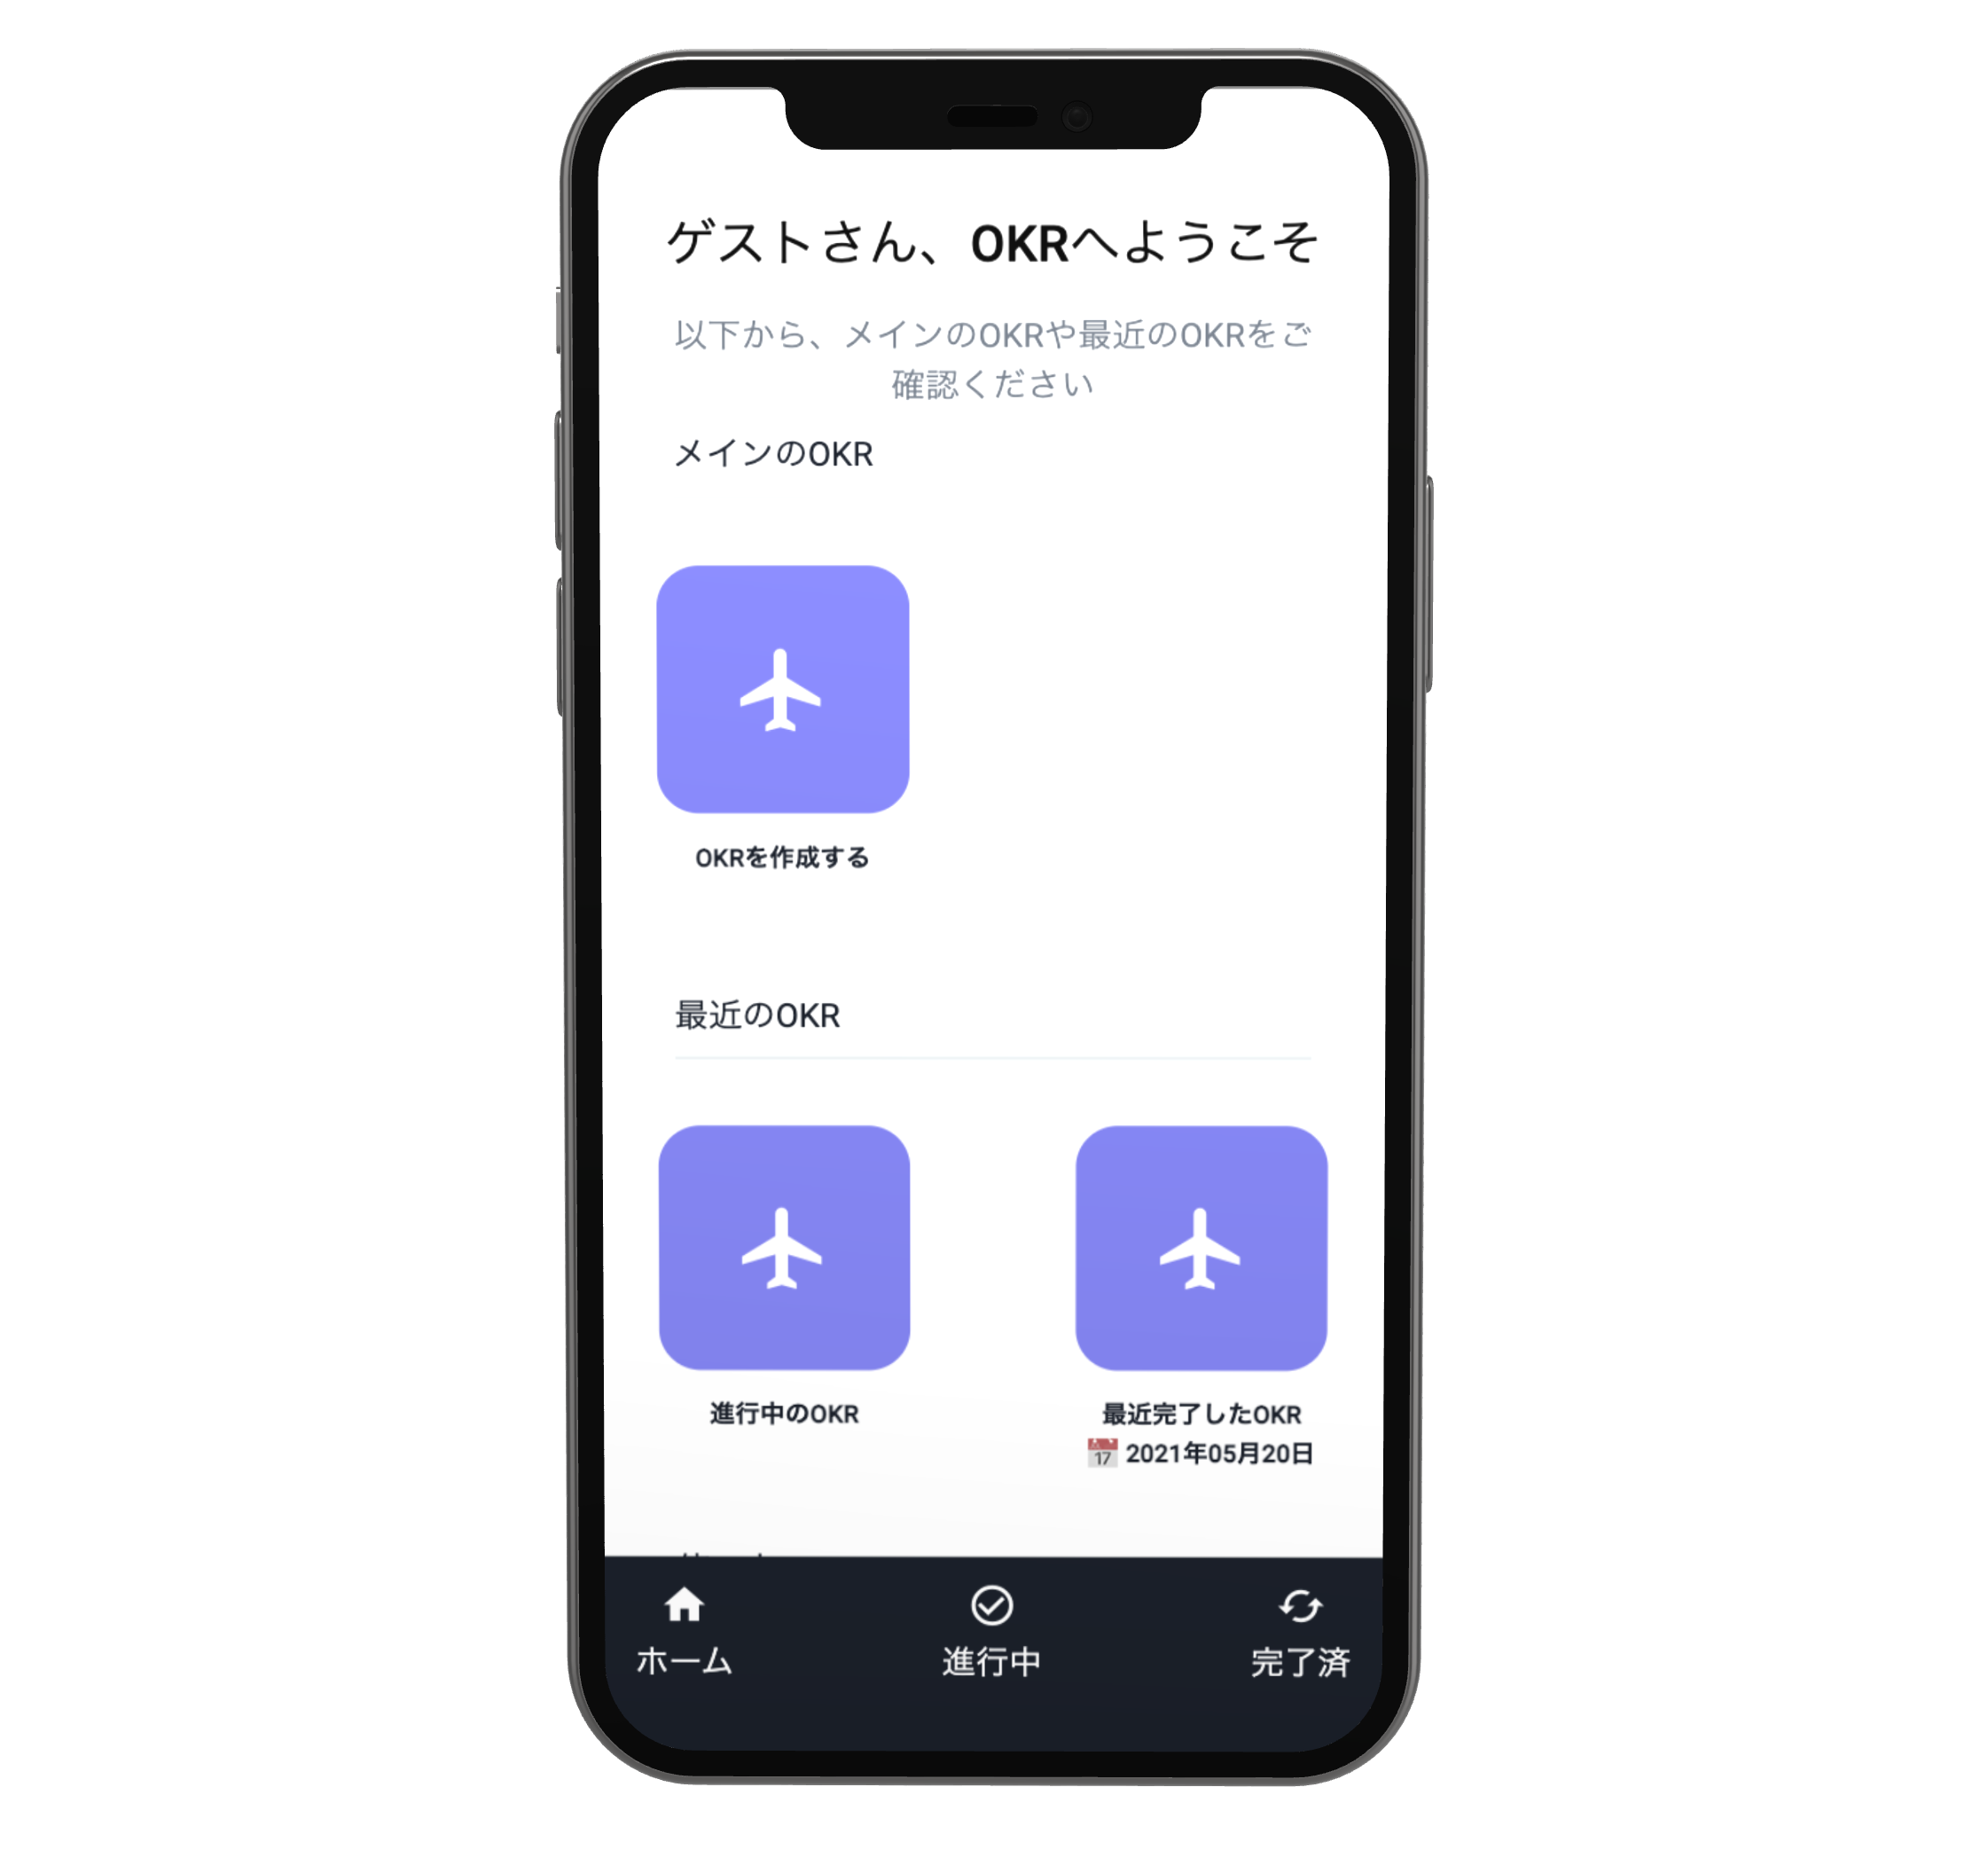 ゲストさん、OKRへようこそ
以下から、メインのOKRや最近のOKRをご
確認ください
メインのOKR
OKRを作成する
最近のOKR
進行中のOKR
最近完了したOKR
17 2021年05月20日
ホーム
進行中
完了済